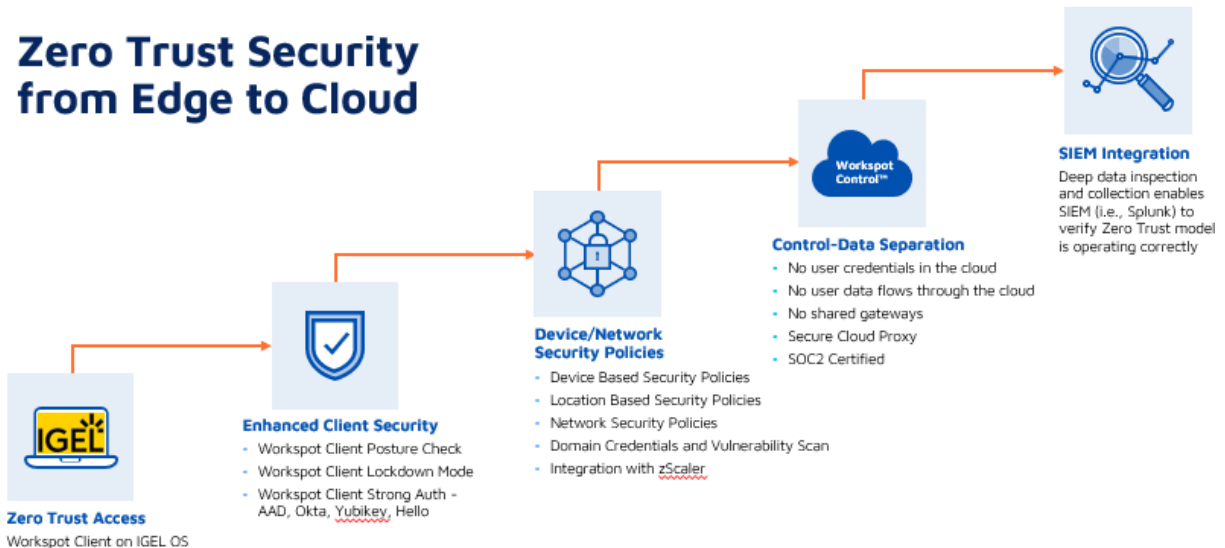 Zero Trust Security
from Edge to Cloud
IGEL
Zero Trust Access
Workspot Client on IGEL OS
Enhanced Client Security
- Workspot Client Posture Check
- Workspot Client Lockdown Mode
- Workspot Client Strong Auth –
AAD, Okta, Yubikey, Hello
Device/Network
Security Policies
- Device Based Security Policies
- Location Based Security Policies
- Network Security Policies
- Domain Credentials and Vulnerability Scan
- Integration with zScaler
Workspot
Control™
Control-Data Separation
- No user credentials in the cloud
- No user data flows through the cloud
- No shared gateways
- Secure Cloud Proxy
- SOC2 Certified
SIEM Integration
Deep data inspection
and collection enables
SIEM (i.e., Splunk) to
verify Zero Trust model
is operating correctly